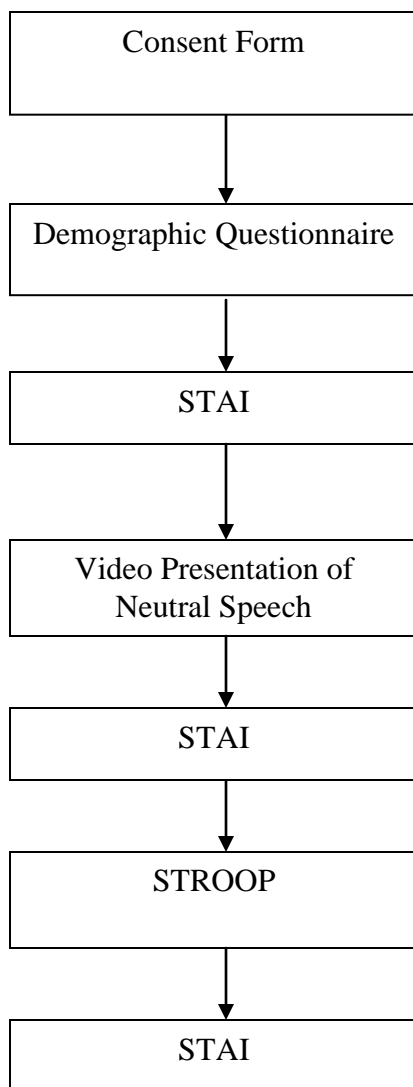 Consent Form
Demographic Questionnaire
STAI
Video Presentation of
Neutral Speech
STAI
STROOP
STAI